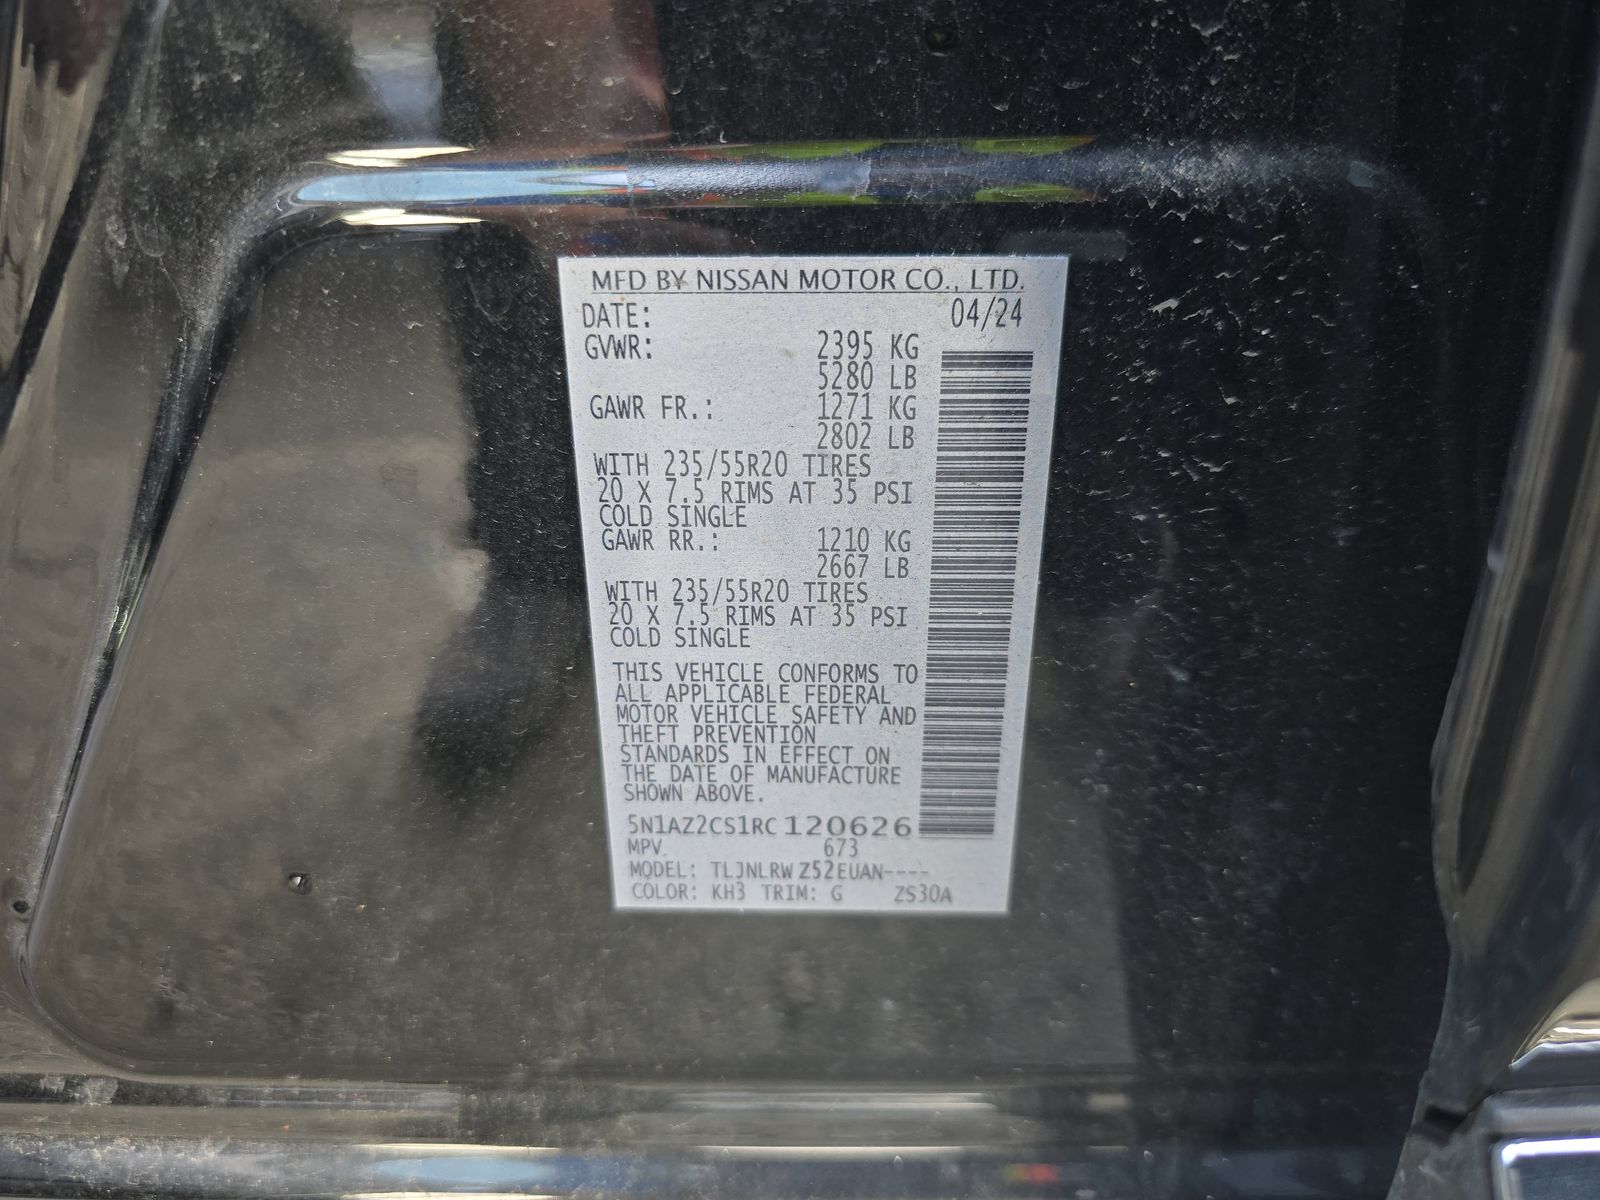 MFD BY NISSAN MOTOR CO., LTD.
DATE: 04/24
GVWR: 2395 KG
5280 LB
GAWR FR.: 1271 KG
2802 LB
WITH 235/55R20 TIRES
20 X 7.5 RIMS AT 35 PSI
COLD SINGLE
GAWR RR.: 1210 KG
2667 LB
WITH 235/55R20 TIRES
20 X 7.5 RIMS AT 35 PSI
COLD SINGLE
THIS VEHICLE CONFORMS TO
ALL APPLICABLE FEDERAL
MOTOR VEHICLE SAFETY AND
THEFT PREVENTION
STANDARDS IN EFFECT ON
THE DATE OF MANUFACTURE
SHOWN ABOVE.
5N1AZ2CS1RC120626
MPV 673
MODEL: TLJNLRW Z52EUAN----
COLOR: KH3 TRIM: G ZS30A